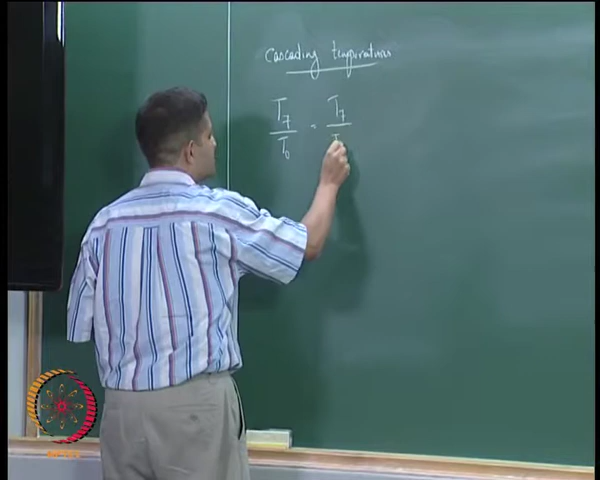 Cascading temperatures
T₇/T₀ = T₇/